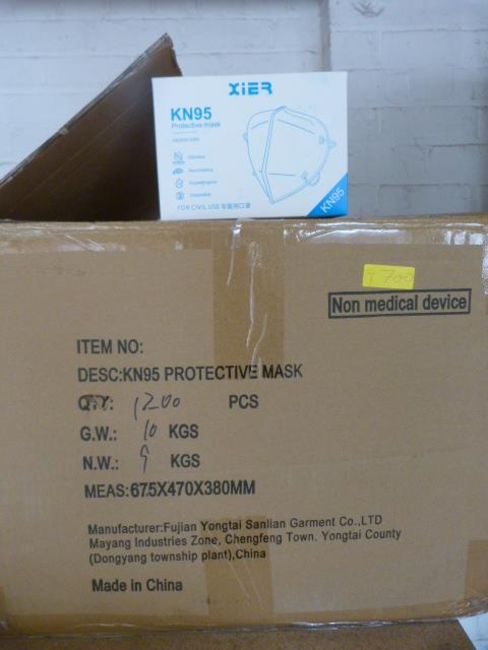 XIER
KN95
Protective mask
FOR CIVIL USE
KN95
1700
Non medical device
ITEM NO:
DESC:KN95 PROTECTIVE MASK
QTY: 1200 PCS
G.W.: 10 KGS
N.W.: 9 KGS
MEAS:675X470X380MM
Manufacturer:Fujian Yongtai Sanlian Garment Co.,LTD
Mayang Industries Zone, Chengfeng Town. Yongtai County
(Dongyang township plant),China
Made in China